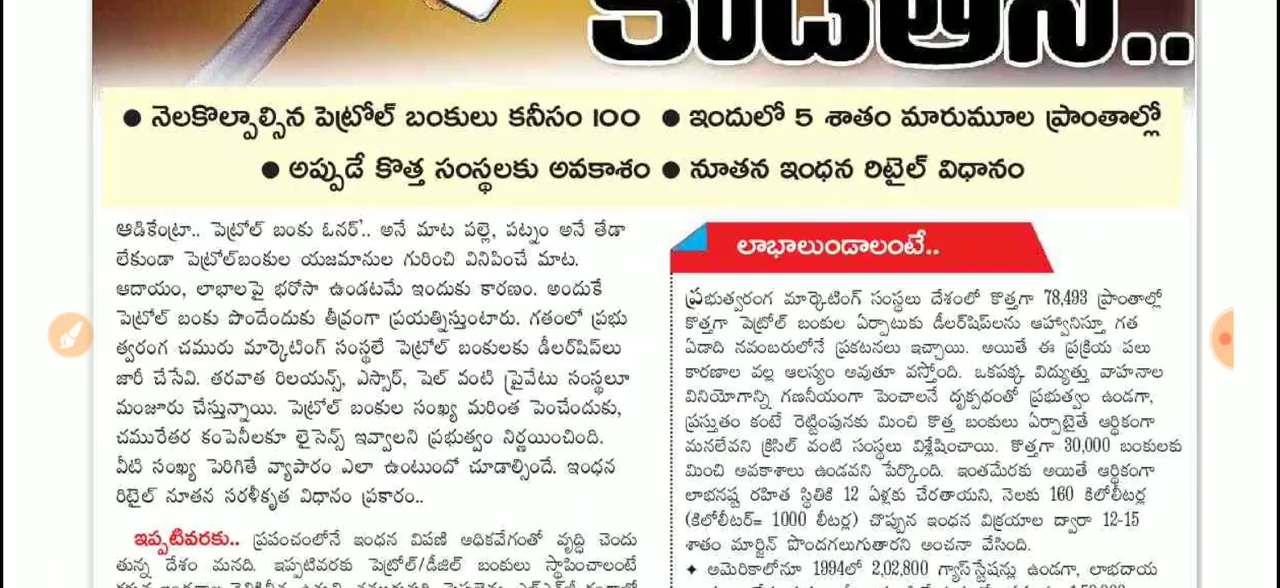 ● నెలకొల్పాల్సిన పెట్రోల్ బంకులు కనీసం 100 ● ఇందులో 5 శాతం మారుమూల ప్రాంతాల్లో
● అప్పుడే కొత్త సంస్థలకు అవకాశం ● నూతన ఇంధన రిటైల్ విధానం
ఆడికేంట్రా.. పెట్రోల్ బంకు ఓనర్'.. అనే మాట పల్లె, పట్నం అనే తేడా
లేకుండా పెట్రోల్‌బంకుల యజమానుల గురించి వినిపించే మాట.
ఆదాయం, లాభాలపై భరోసా ఉండటమే ఇందుకు కారణం. అందుకే
పెట్రోల్ బంకు పొందేందుకు తీవ్రంగా ప్రయత్నిస్తుంటారు. గతంలో ప్రభు
త్వరంగ చమురు మార్కెటింగ్ సంస్థలే పెట్రోల్ బంకులకు డీలర్‌షిప్‌లు
జారీ చేసేవి. తరవాత రిలయన్స్, ఎస్సార్, షెల్ వంటి ప్రైవేటు సంస్థలూ
మంజూరు చేస్తున్నాయి. పెట్రోల్ బంకుల సంఖ్య మరింత పెంచేందుకు,
చమురేతర కంపెనీలకూ లైసెన్స్ ఇవ్వాలని ప్రభుత్వం నిర్ణయించింది.
వీటి సంఖ్య పెరిగితే వ్యాపారం ఎలా ఉంటుందో చూడాల్సిందే. ఇంధన
రిటైల్ నూతన సరళీకృత విధానం ప్రకారం..
ఇప్పటివరకు.. ప్రపంచంలోనే ఇంధన విపణి అధికవేగంతో వృద్ధి చెందు
తున్న దేశం మనది. ఇప్పటివరకు పెట్రోల్/డీజిల్ బంకులు స్థాపించాలంటే
లాభాలుండాలంటే..
ప్రభుత్వరంగ మార్కెటింగ్ సంస్థలు దేశంలో కొత్తగా 78,493 ప్రాంతాల్లో
కొత్తగా పెట్రోల్ బంకుల ఏర్పాటుకు డీలర్‌షిప్‌లను ఆహ్వానిస్తూ గత
ఏడాది నవంబరులోనే ప్రకటనలు ఇచ్చాయి. అయితే ఈ ప్రక్రియ పలు
కారణాల వల్ల ఆలస్యం అవుతూ వస్తోంది. ఒకపక్క విద్యుత్తు వాహనాల
వినియోగాన్ని గణనీయంగా పెంచాలనే దృక్పథంతో ప్రభుత్వం ఉండగా,
ప్రస్తుతం కంటే రెట్టింపునకు మించి కొత్త బంకులు ఏర్పాటైతే ఆర్థికంగా
మనలేవని క్రిసిల్ వంటి సంస్థలు విశ్లేషించాయి. కొత్తగా 30,000 బంకులకు
మించి అవకాశాలు ఉండవని పేర్కొంది. ఇంతమేరకు అయితే ఆర్థికంగా
లాభనష్ట రహిత స్థితికి 12 ఏళ్లకు చేరతాయని, నెలకు 160 కిలోలీటర్ల
(కిలోలీటర్= 1000 లీటర్లు) చొప్పున ఇంధన విక్రయాల ద్వారా 12-15
శాతం మార్జిన్ పొందగలుగుతారని అంచనా వేసింది.
✦ అమెరికాలోనూ 1994లో 2,02,800 గ్యాస్‌స్టేషన్లు ఉండగా, లాభదాయ